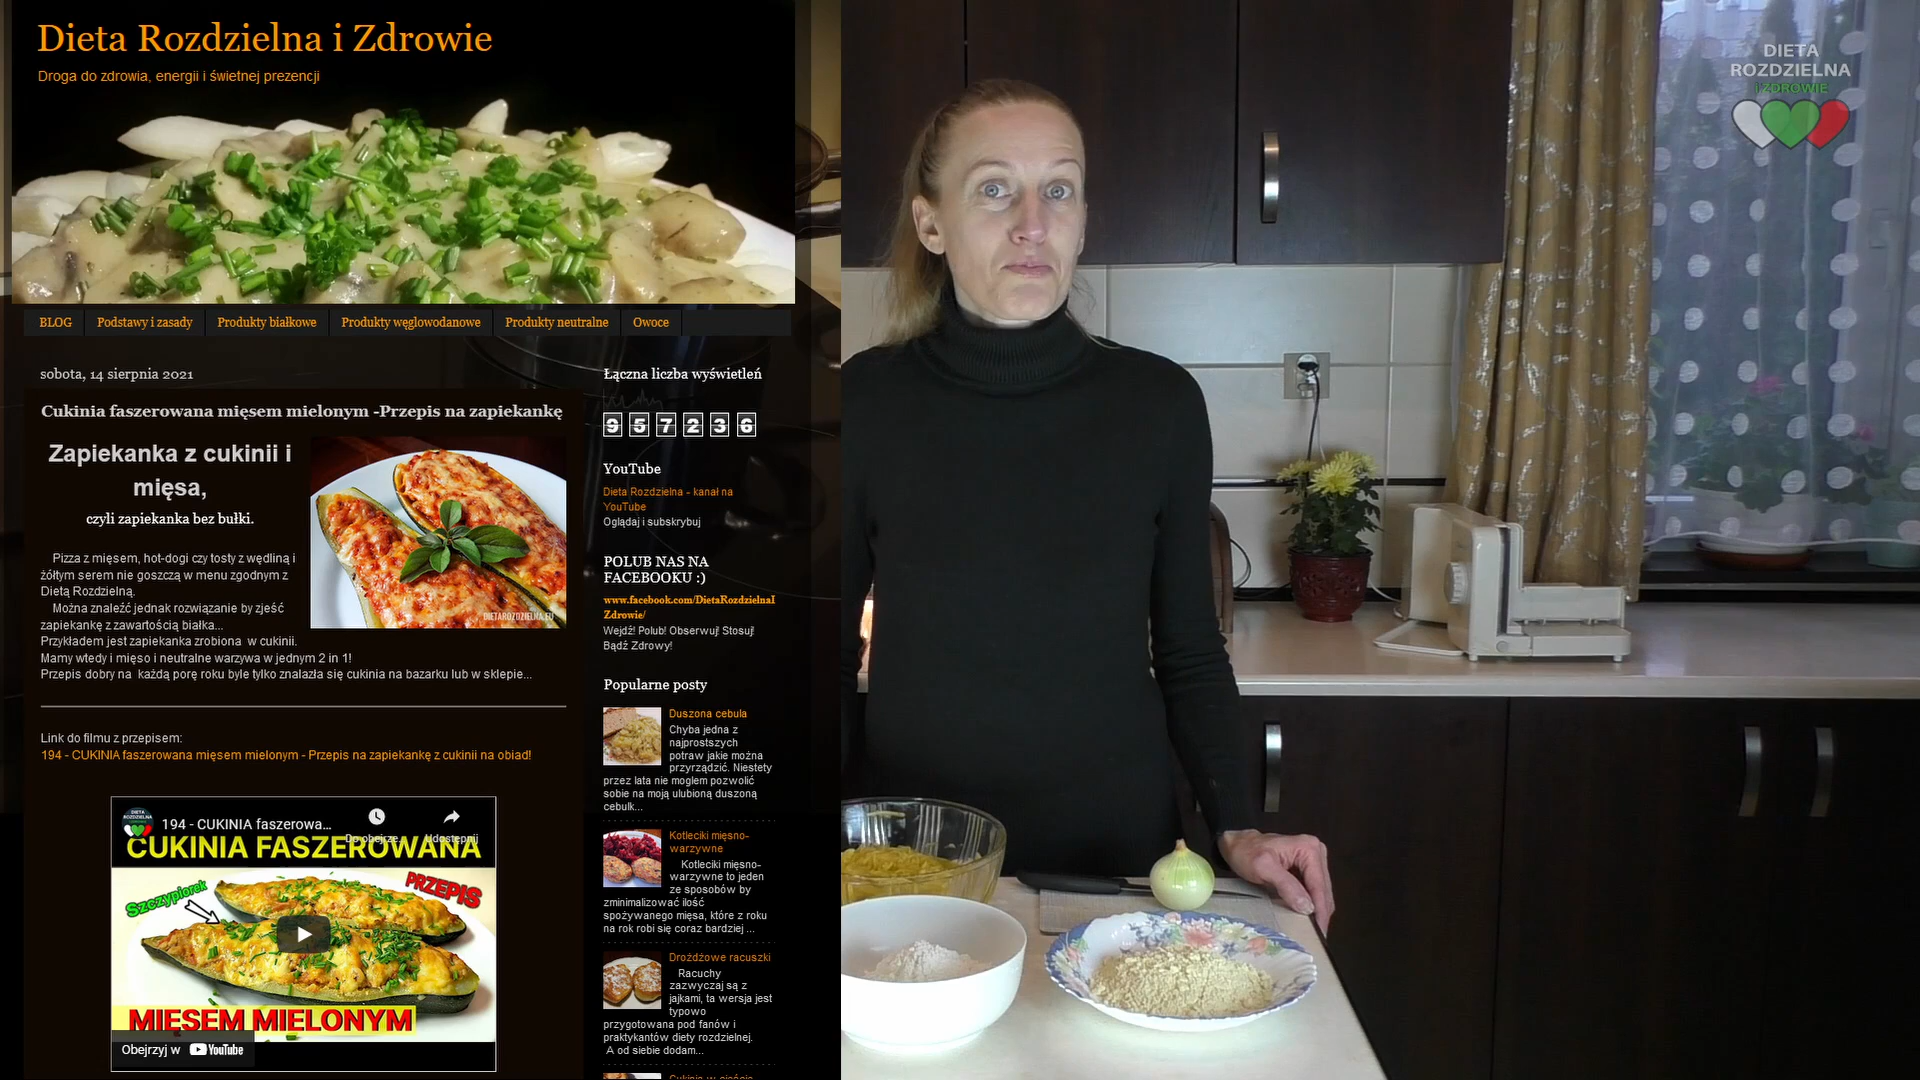 Dieta Rozdzielna i Zdrowie
Droga do zdrowia, energii i świetnej prezencji
BLOG
Podstawy i zasady
Produkty białkowe
Produkty węglowodanowe
Produkty neutralne
Owoce
sobota, 14 sierpnia 2021
Cukinia faszerowana mięsem mielonym -Przepis na zapiekankę
Zapiekanka z cukinii i
mięsa,
czyli zapiekanka bez bułki.
Pizza z mięsem, hot-dogi czy tosty z wędliną i
żółtym serem nie goszczą w menu zgodnym z
Dietą Rozdzielną.
Można znaleźć jednak rozwiązanie by zjeść
zapiekankę z zawartością białka...
Przykładem jest zapiekanka zrobiona w cukinii.
Mamy wtedy i mięso i neutralne warzywa w jednym 2 in 1!
Przepis dobry na każdą porę roku byle tylko znalazła się cukinia na bazarku lub w sklepie...
DIETAROZDZIELNA.EU
Link do filmu z przepisem:
194 - CUKINIA faszerowana mięsem mielonym - Przepis na zapiekankę z cukinii na obiad!
194 - CUKINIA faszerowa...
Do obejrze...
Udostępnij
CUKINIA FASZEROWANA
PRZEPIS
Szczypiorek
MIĘSEM MIELONYM
Obejrzyj w YouTube
Łączna liczba wyświetleń
957236
YouTube
Dieta Rozdzielna - kanał na
YouTube
Oglądaj i subskrybuj
POLUB NAS NA
FACEBOOKU :)
www.facebook.com/DietaRozdzielnaI
Zdrowie/
Wejdź! Polub! Obserwuj! Stosuj!
Bądź Zdrowy!
Popularne posty
Duszona cebula
Chyba jedna z
najprostszych
potraw jakie można
przyrządzić. Niestety
przez lata nie mogłem pozwolić
sobie na moją ulubioną duszoną
cebulk...
Kotleciki mięsno-
warzywne
Kotleciki mięsno-
warzywne to jeden
ze sposobów by
zminimalizować ilość
spożywanego mięsa, które z roku
na rok robi się coraz bardziej ...
Drożdżowe racuszki
Racuchy
zazwyczaj są z
jajkami, ta wersja jest
typowo
przygotowana pod fanów i
praktykantów diety rozdzielnej.
A od siebie dodam...
DIETA
ROZDZIELNA
i ZDROWIE